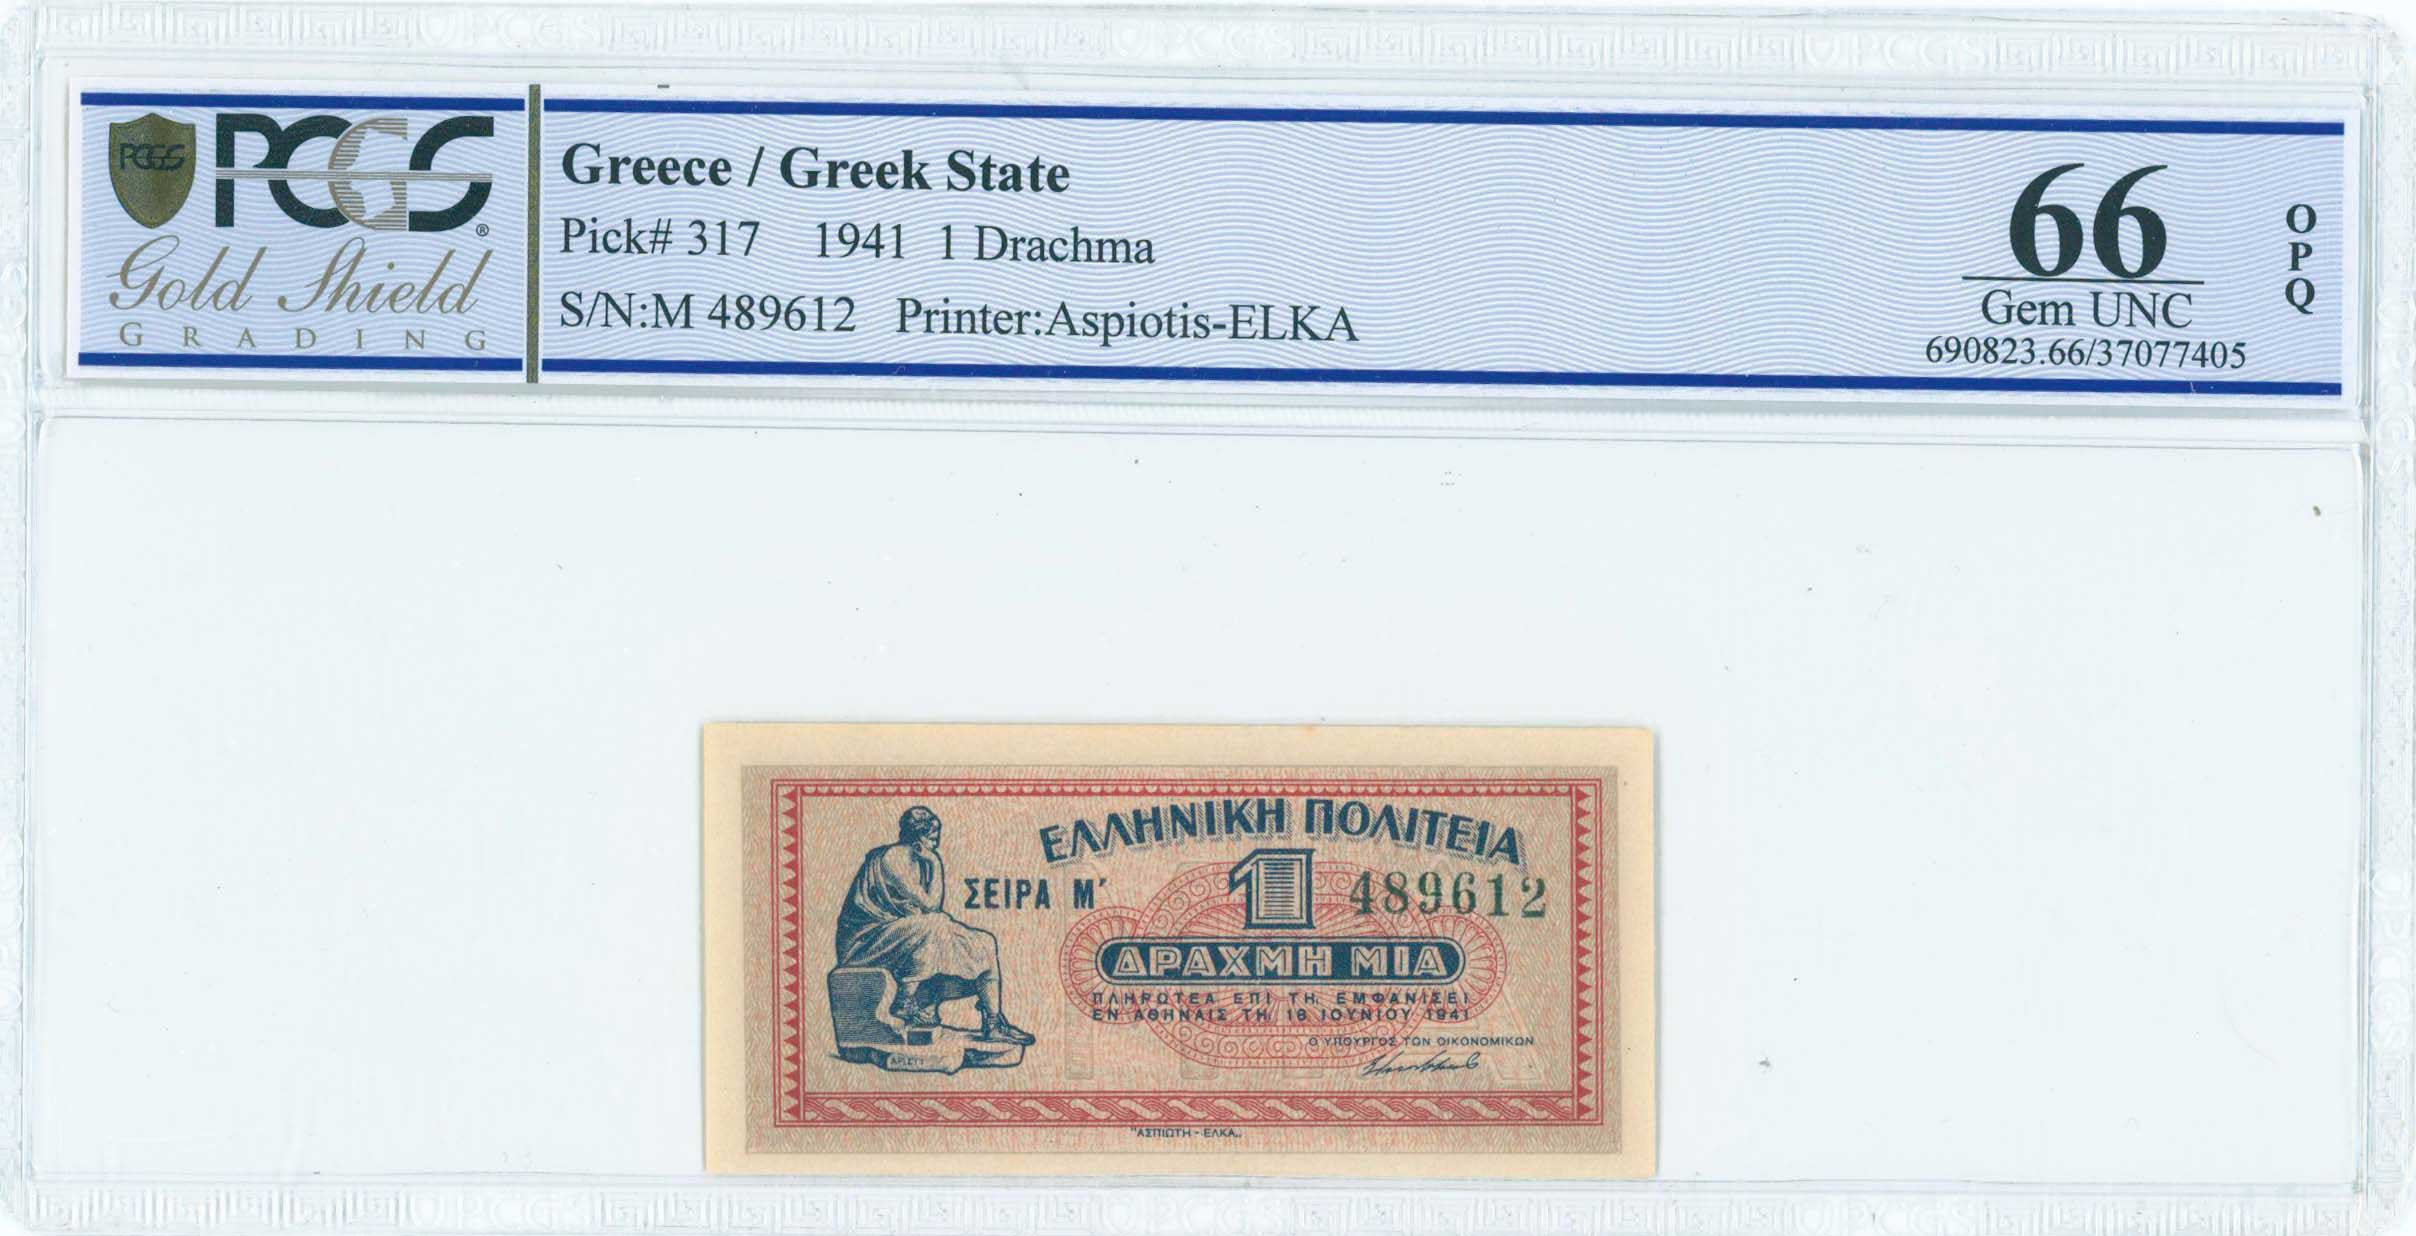 PCGS PCGS®
Gold Shield
GRADING
Greece / Greek State
Pick# 317 1941 1 Drachma
S/N:M 489612 Printer:Aspiotis-ELKA
66
Gem UNC
690823.66/37077405
OPQ
ΕΛΛΗΝΙΚΗ ΠΟΛΙΤΕΙΑ
ΣΕΙΡΑ Μ΄ 1 489612
ΔΡΑΧΜΗ ΜΙΑ
ΠΛΗΡΩΤΕΑ ΕΠΙ ΤΗ, ΕΜΦΑΝΙΣΕΙ
ΕΝ ΑΘΗΝΑΙΣ ΤΗ, 18 ΙΟΥΝΙΟΥ 1941
Ο ΥΠΟΥΡΓΟΣ ΤΩΝ ΟΙΚΟΝΟΜΙΚΩΝ
"ΑΣΠΙΩΤΗ - ΕΛΚΑ„